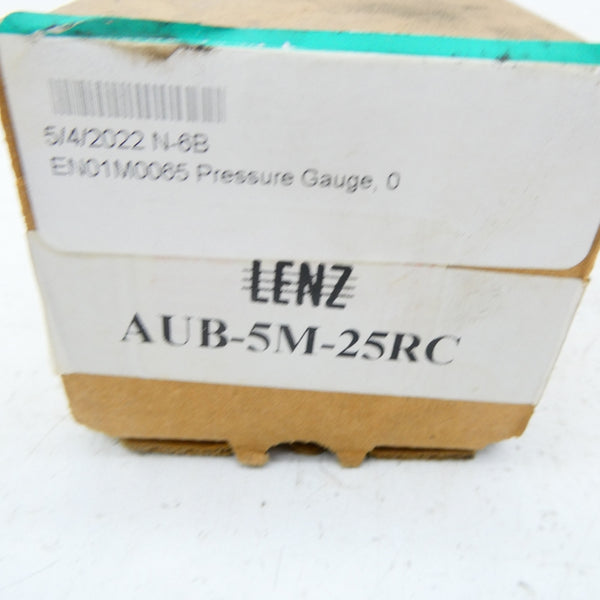 5/4/2022 N-6B
EN01M0065 Pressure Gauge, 0
LENZ
AUB-5M-25RC